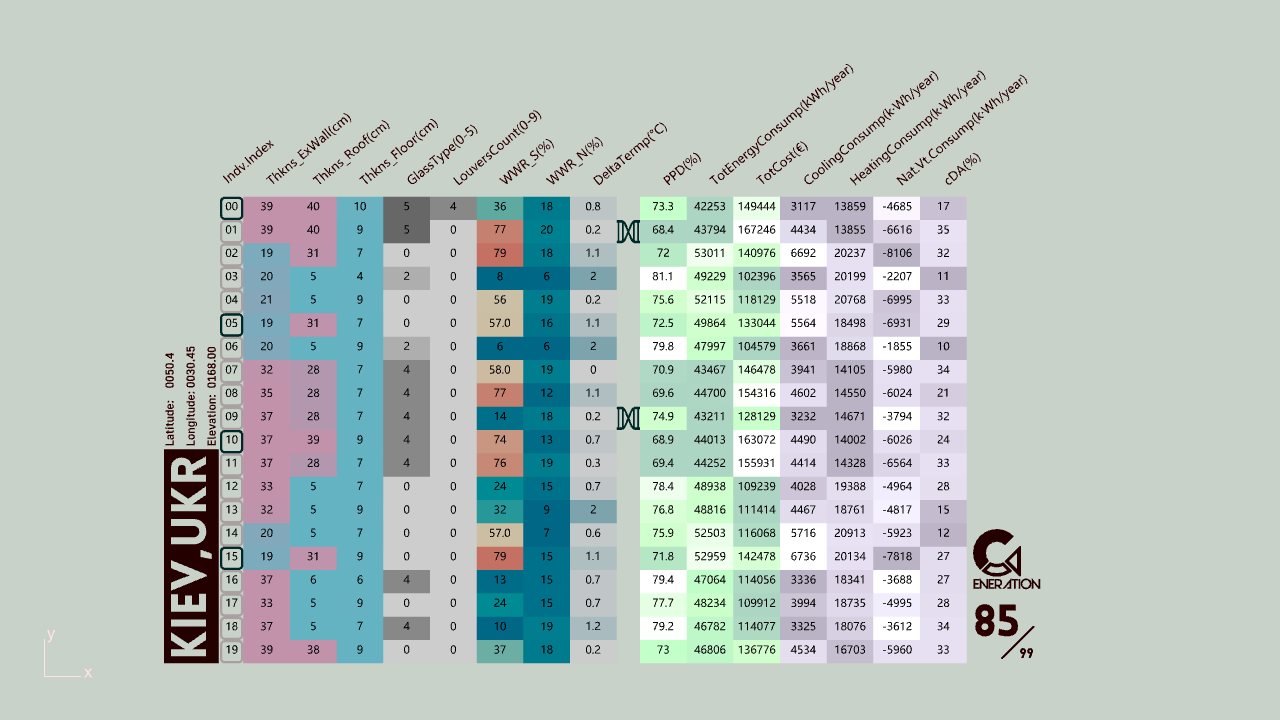 Indv.Index Thkns_ExWall(cm) Thkns_Roof(cm) Thkns_Floor(cm) GlassType(0-5) LouversCount(0-9) WWR_S(%) WWR_N(%) DeltaTermp(°C) PPD(%) TotEnergyConsump(kWh/year) TotCost(€) CoolingConsump(k·Wh/year) HeatingConsump(k·Wh/year) Nat.Vt.Consump(k·Wh/year) cDA(%)
00 39 40 10 5 4 36 18 0.8 73.3 42253 149444 3117 13859 -4685 17
01 39 40 9 5 0 77 20 0.2 68.4 43794 167246 4434 13855 -6616 35
02 19 31 7 0 0 79 18 1.1 72 53011 140976 6692 20237 -8106 32
03 20 5 4 2 0 8 6 2 81.1 49229 102396 3565 20199 -2207 11
04 21 5 9 0 0 56 19 0.2 75.6 52115 118129 5518 20768 -6995 33
05 19 31 7 0 0 57.0 16 1.1 72.5 49864 133044 5564 18498 -6931 29
06 20 5 9 2 0 6 6 2 79.8 47997 104579 3661 18868 -1855 10
07 32 28 7 4 0 58.0 19 0 70.9 43467 146478 3941 14105 -5980 34
08 35 28 7 4 0 77 12 1.1 69.6 44700 154316 4602 14550 -6024 21
09 37 28 7 4 0 14 18 0.2 74.9 43211 128129 3232 14671 -3794 32
10 37 39 9 4 0 74 13 0.7 68.9 44013 163072 4490 14002 -6026 24
11 37 28 7 4 0 76 19 0.3 69.4 44252 155931 4414 14328 -6564 33
12 33 5 7 0 0 24 15 0.7 78.4 48938 109239 4028 19388 -4964 28
13 32 5 9 0 0 32 9 2 76.8 48816 111414 4467 18761 -4817 15
14 20 5 7 0 0 57.0 7 0.6 75.9 52503 116068 5716 20913 -5923 12
15 19 31 9 0 0 79 15 1.1 71.8 52959 142478 6736 20134 -7818 27
16 37 6 6 4 0 13 15 0.7 79.4 47064 114056 3336 18341 -3688 27
17 33 5 9 0 0 24 15 0.7 77.7 48234 109912 3994 18735 -4995 28
18 37 5 7 4 0 10 19 1.2 79.2 46782 114077 3325 18076 -3612 34
19 39 38 9 0 0 37 18 0.2 73 46806 136776 4534 16703 -5960 33
Latitude: 0050.4
Longitude: 0030.45
Elevation: 0168.00
KIEV,UKR
G
ENERATION
85/99
y
x